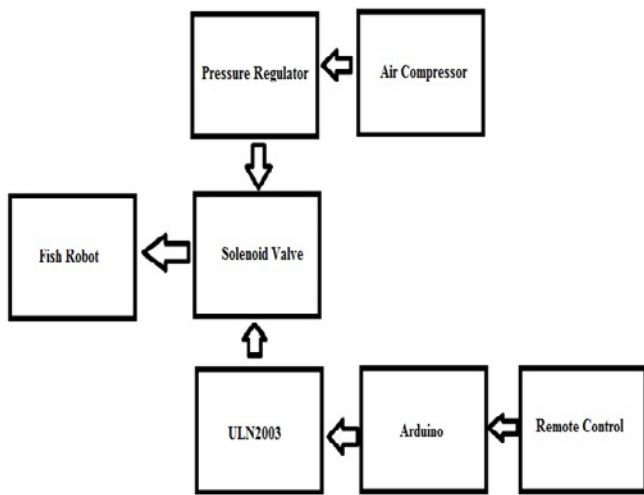 Pressure Regulator
Air Compressor
Fish Robot
Solenoid Valve
ULN2003
Arduino
Remote Control